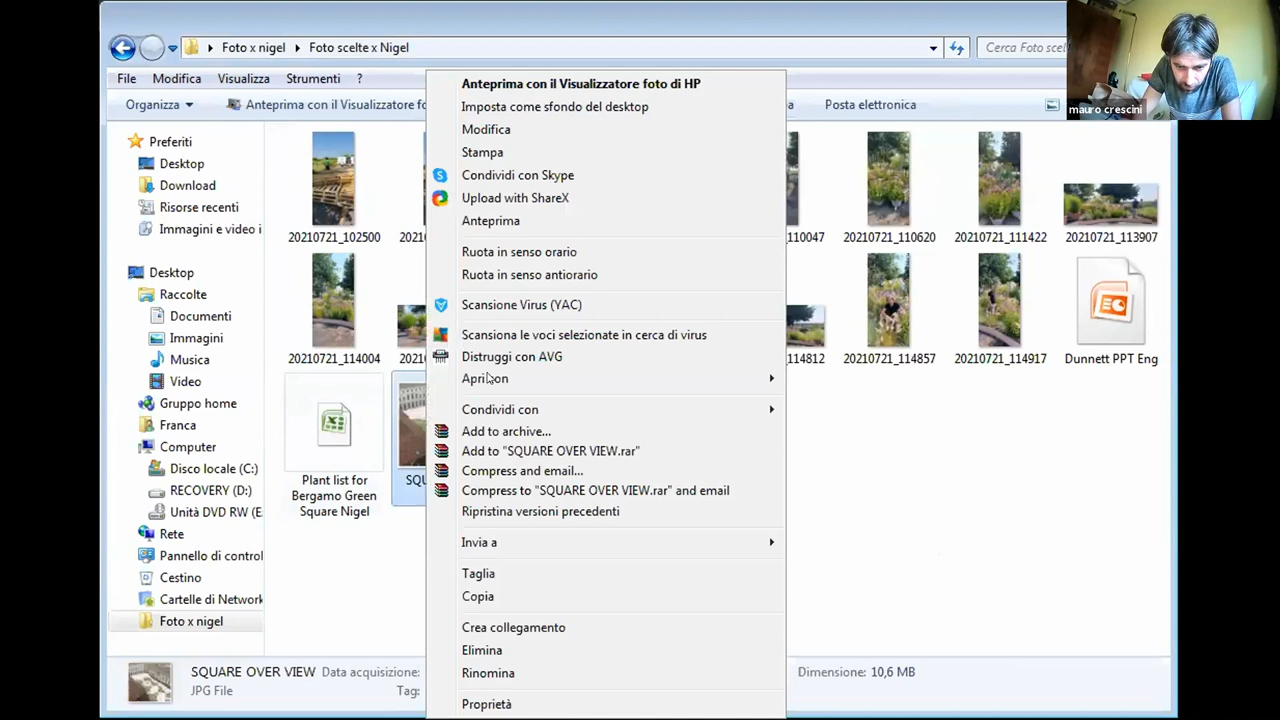 Foto x nigel
Foto scelte x Nigel
Cerca Foto scel
mauro crescini
File
Modifica
Visualizza
Strumenti
?
Organizza
Anteprima con il Visualizzatore fo
Posta elettronica
Preferiti
Desktop
Download
Risorse recenti
Immagini e video i
Desktop
Raccolte
Documenti
Immagini
Musica
Video
Gruppo home
Franca
Computer
Disco locale (C:)
RECOVERY (D:)
Unità DVD RW (E
Rete
Pannello di control
Cestino
Cartelle di Network
Foto x nigel
20210721_102500
2021
_110047
20210721_110620
20210721_111422
20210721_113907
20210721_114004
2021
_114812
20210721_114857
20210721_114917
Dunnett PPT Eng
Plant list for
Bergamo Green
Square Nigel
SQU
Anteprima con il Visualizzatore foto di HP
Imposta come sfondo del desktop
Modifica
Stampa
Condividi con Skype
Upload with ShareX
Anteprima
Ruota in senso orario
Ruota in senso antiorario
Scansione Virus (YAC)
Scansiona le voci selezionate in cerca di virus
Distruggi con AVG
Apri con
Condividi con
Add to archive...
Add to "SQUARE OVER VIEW.rar"
Compress and email...
Compress to "SQUARE OVER VIEW.rar" and email
Ripristina versioni precedenti
Invia a
Taglia
Copia
Crea collegamento
Elimina
Rinomina
Proprietà
SQUARE OVER VIEW Data acquisizione:
JPG File Tag:
Dimensione: 10,6 MB